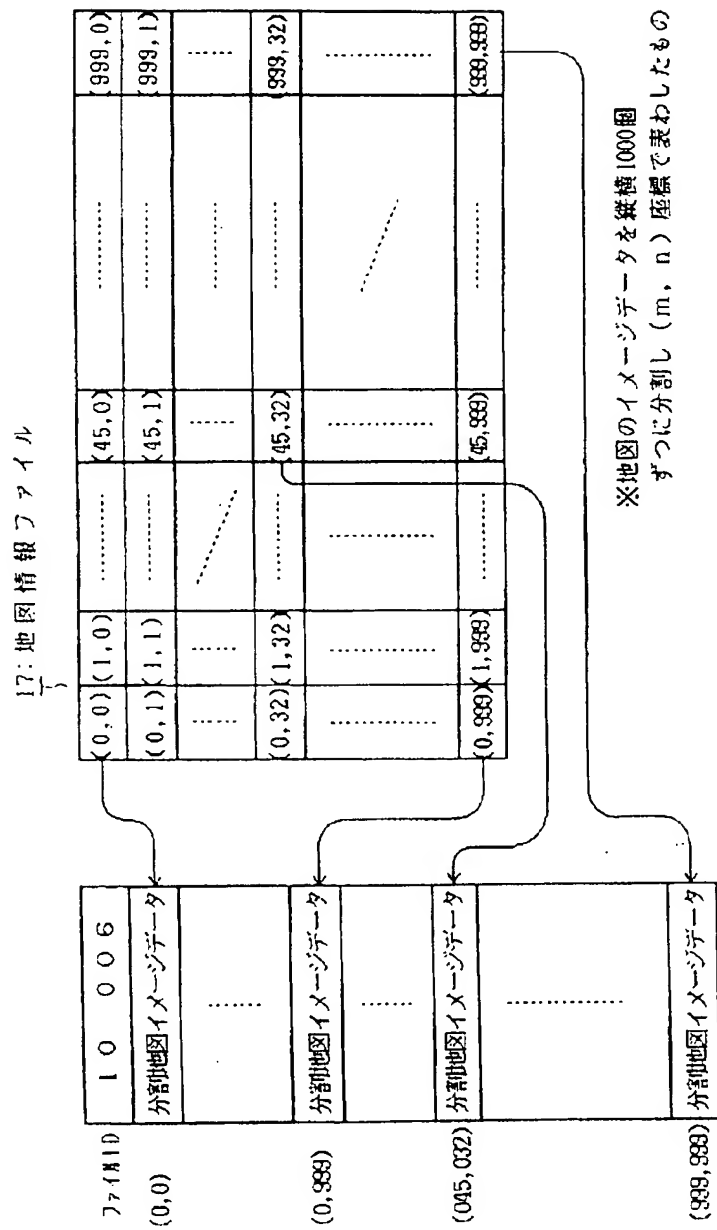 17:地図情報ファイル
(0,0) (1,0) (45,0) (999,0)
(0,1) (1,1) (45,1) (999,1)
(0,32) (1,32) (45,32) (999,32)
(0,999) (1,999) (45,999) (999,999)
ファイルID 10 006
(0,0) 分割地図イメージデータ
(0,999) 分割地図イメージデータ
(045,032) 分割地図イメージデータ
(999,999) 分割地図イメージデータ
※地図のイメージデータを縦横1000個
ずつに分割し(m,n)座標で表わしたもの